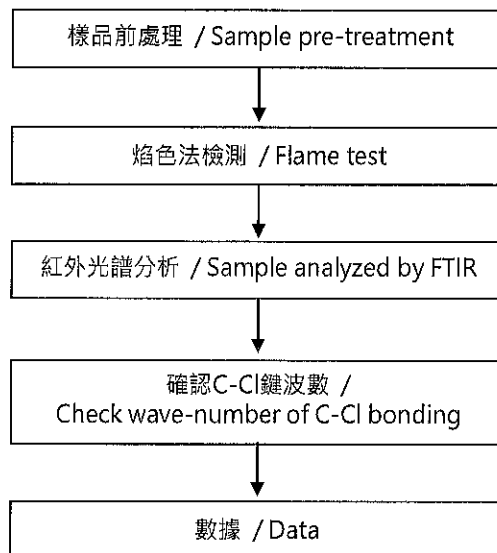 樣品前處理 / Sample pre-treatment
焰色法檢測 / Flame test
紅外光譜分析 / Sample analyzed by FTIR
確認C-Cl鍵波數 /
Check wave-number of C-Cl bonding
數據 / Data